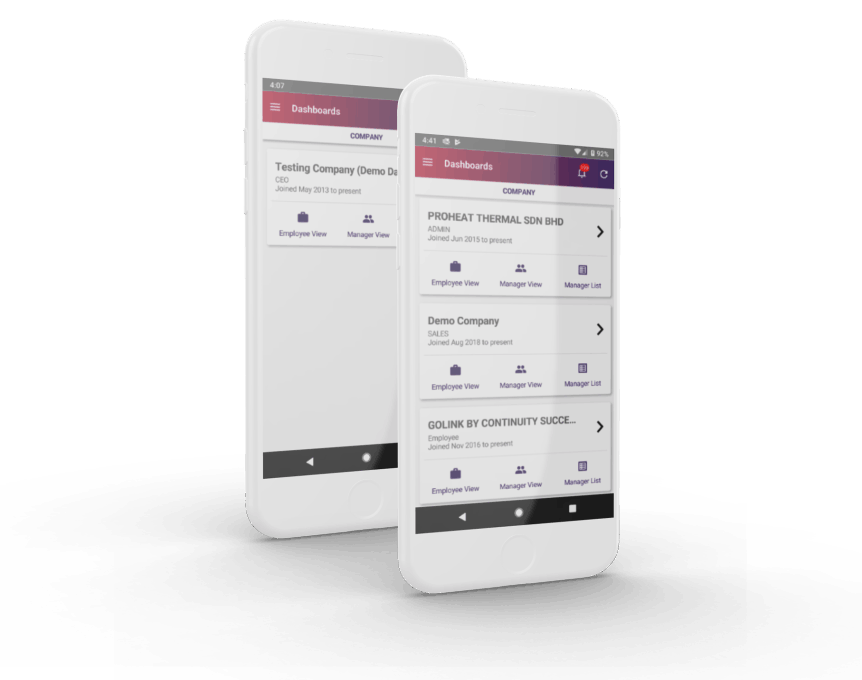 4:07
Dashboards
COMPANY
Testing Company (Demo Da
CEO
Joined May 2013 to present
Employee View Manager View
4:41 92%
Dashboards
COMPANY
PROHEAT THERMAL SDN BHD
ADMIN
Joined Jun 2015 to present
Employee View Manager View Manager List
Demo Company
SALES
Joined Aug 2018 to present
Employee View Manager View Manager List
GOLINK BY CONTINUITY SUCCE...
Employee
Joined Nov 2016 to present
Employee View Manager View Manager List